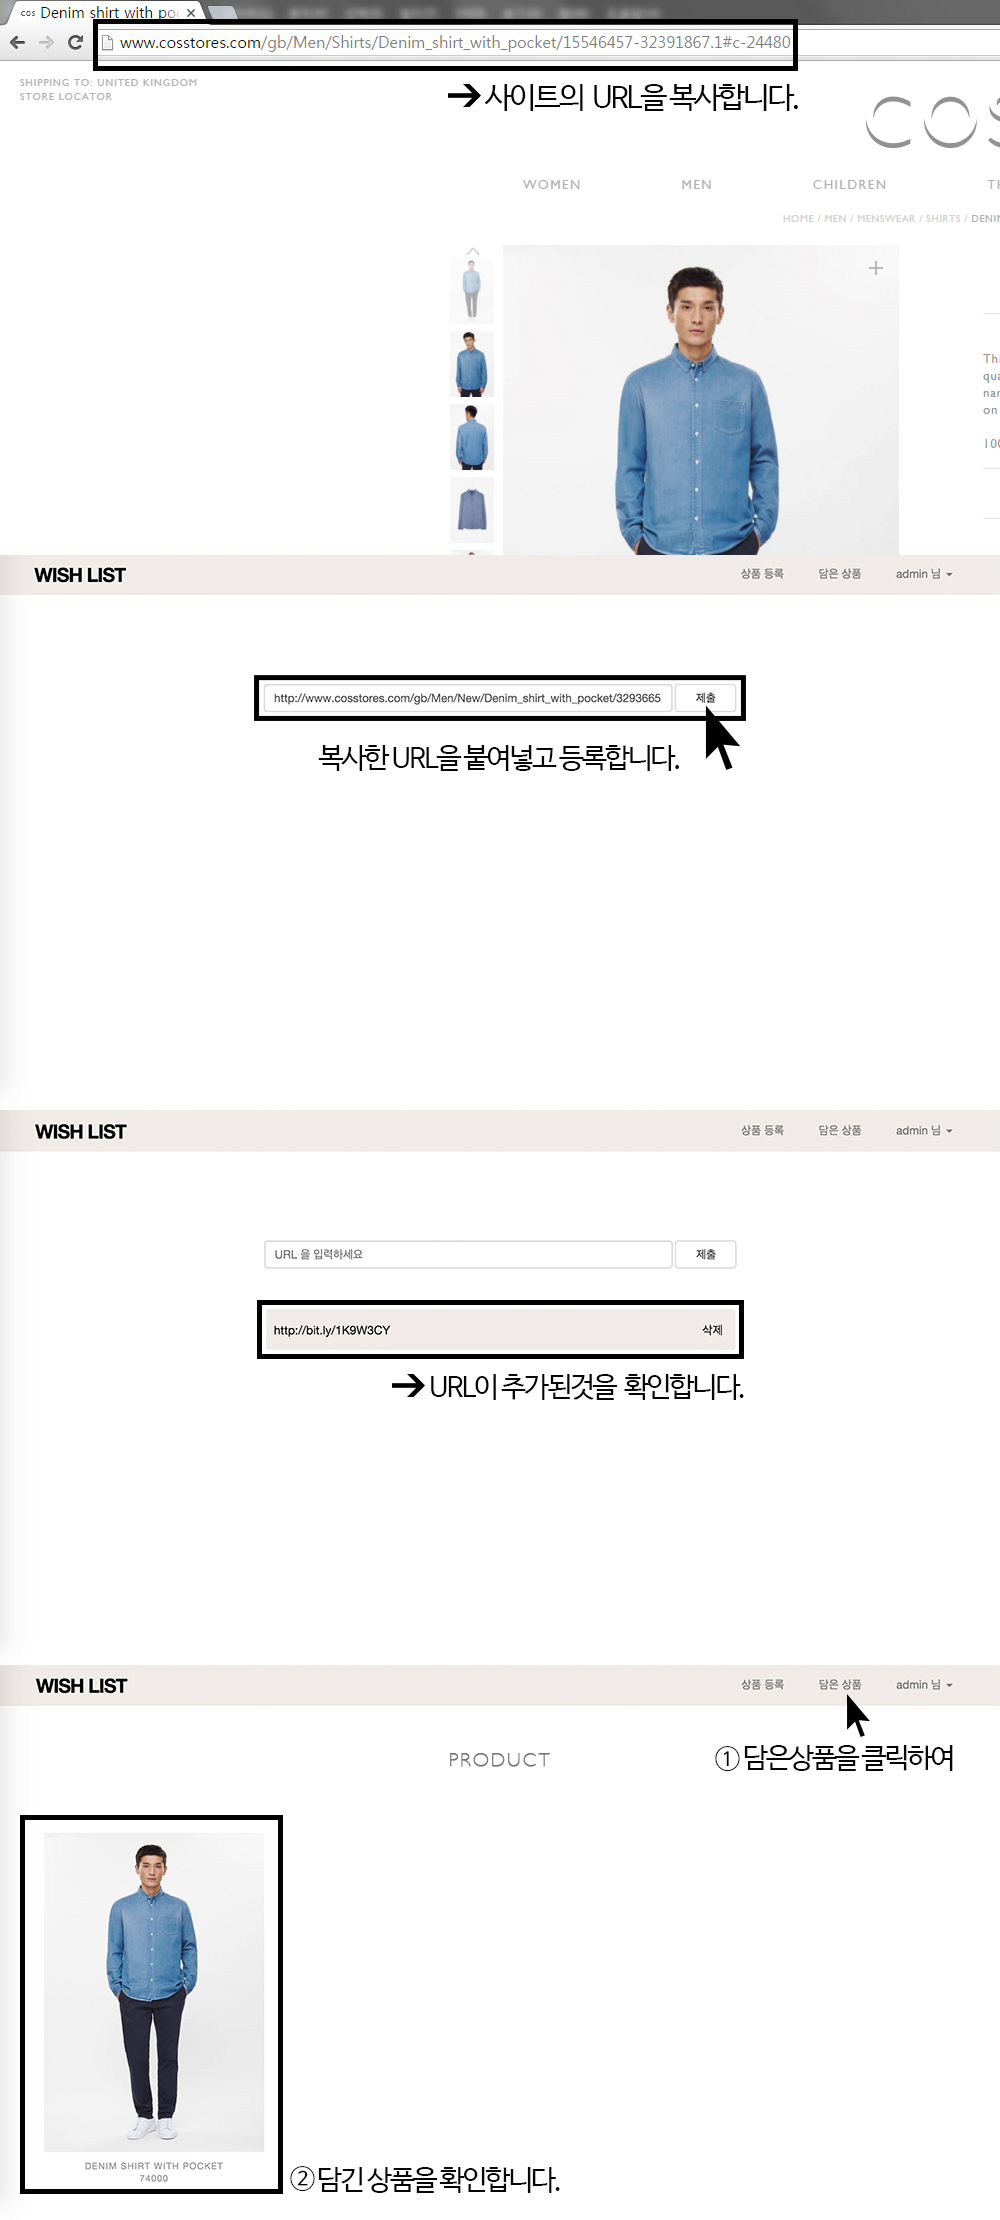 cos Denim shirt with po
www.cosstores.com/gb/Men/Shirts/Denim_shirt_with_pocket/15546457-32391867.1#c-24480
SHIPPING TO: UNITED KINGDOM
STORE LOCATOR
➔ 사이트의 URL을 복사합니다.
COS
WOMEN MEN CHILDREN
HOME / MEN / MENSWEAR / SHIRTS / DENIM
qua
on
100
WISH LIST 상품 등록 담은 상품 admin 님
http://www.cosstores.com/gb/Men/New/Denim_shirt_with_pocket/3293665 제출
복사한 URL을 붙여넣고 등록합니다.
WISH LIST 상품 등록 담은 상품 admin 님
URL 을 입력하세요 제출
http://bit.ly/1K9W3CY 삭제
➔ URL이 추가된것을 확인합니다.
WISH LIST 상품 등록 담은 상품 admin 님
① 담은상품을 클릭하여
PRODUCT
DENIM SHIRT WITH POCKET
74000
② 담긴 상품을 확인합니다.